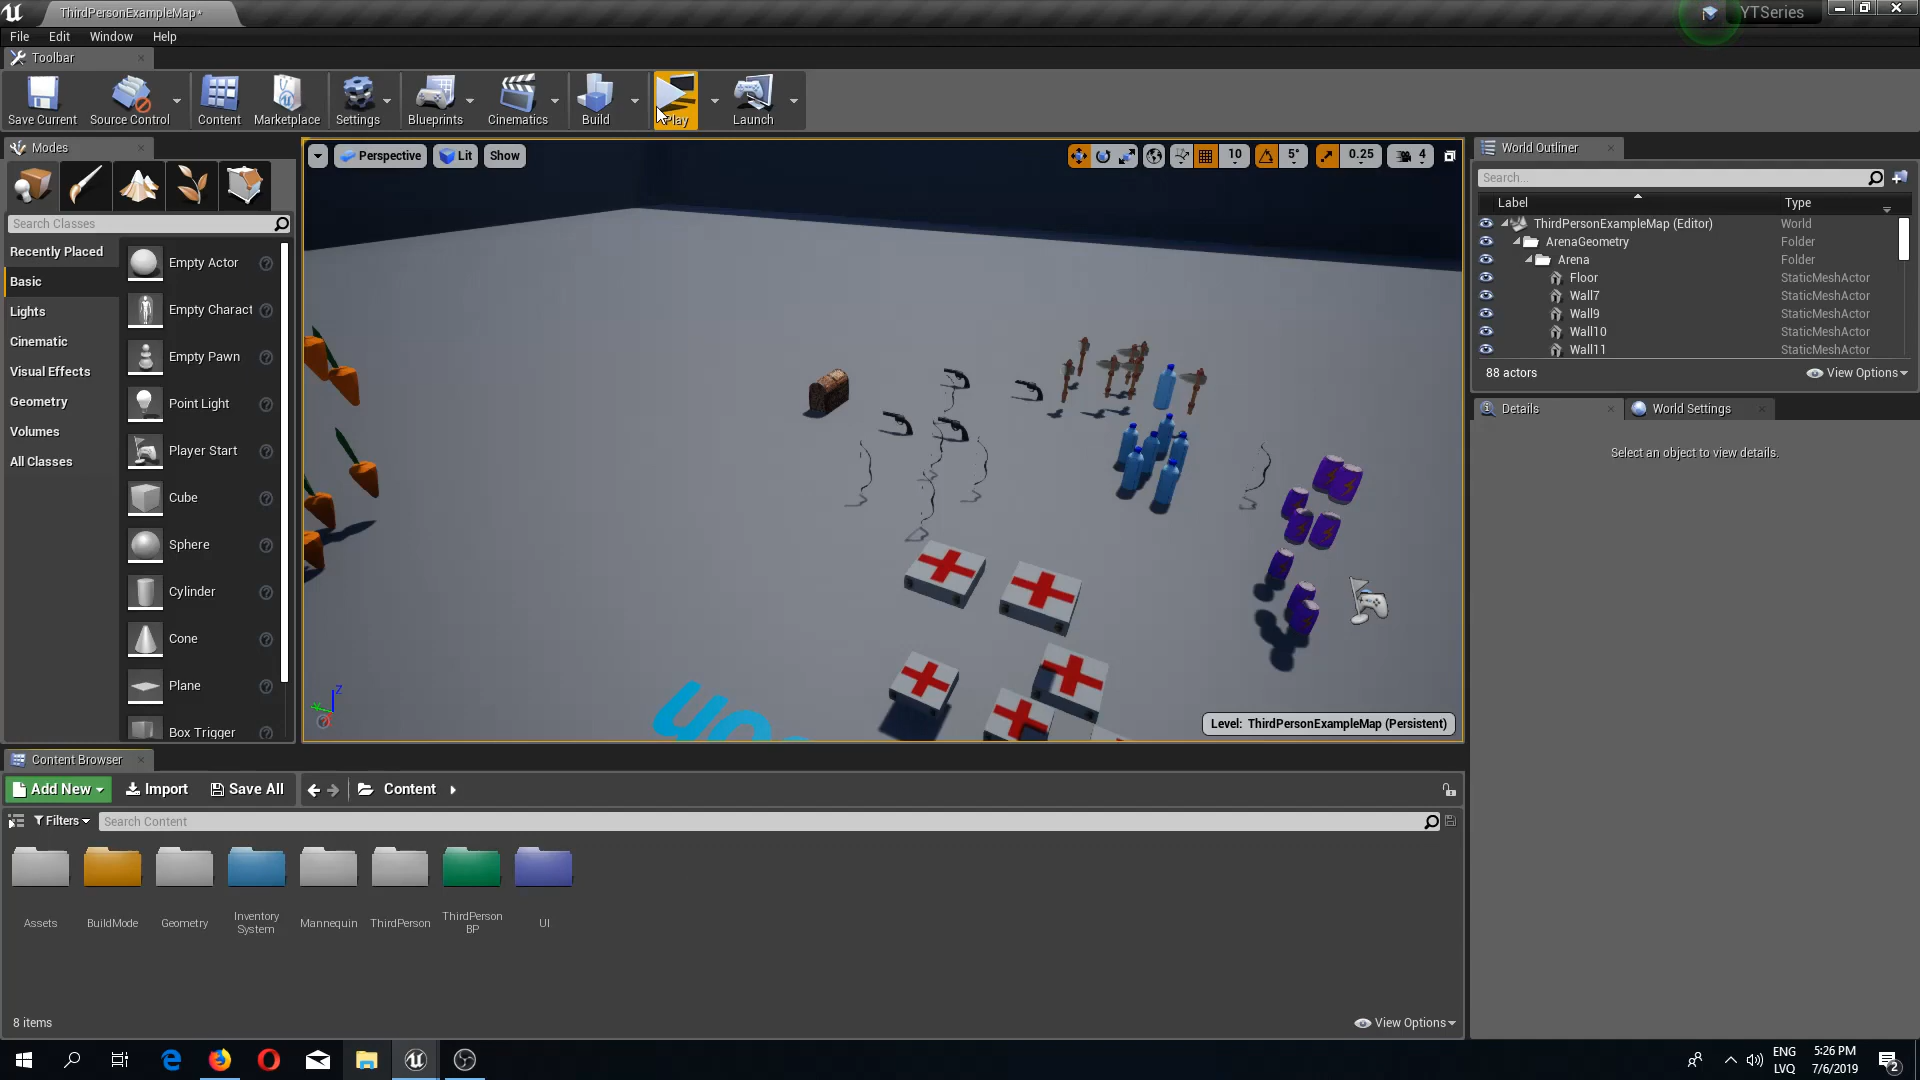 ThirdPersonExampleMap*
YTSeries
File Edit Window Help
Toolbar
Save Current Source Control Content Marketplace Settings Blueprints Cinematics Build Play Launch
Modes
Perspective Lit Show
10 5° 0.25 4
World Outliner
Search Classes
Search...
Label Type
Recently Placed
Basic
Lights
Cinematic
Visual Effects
Geometry
Volumes
All Classes
Empty Actor
Empty Charact
Empty Pawn
Point Light
Player Start
Cube
Sphere
Cylinder
Cone
Plane
Box Trigger
ThirdPersonExampleMap (Editor) World
ArenaGeometry Folder
Arena Folder
Floor StaticMeshActor
Wall7 StaticMeshActor
Wall9 StaticMeshActor
Wall10 StaticMeshActor
Wall11 StaticMeshActor
88 actors View Options
Details World Settings
Select an object to view details.
Z
Level: ThirdPersonExampleMap (Persistent)
Content Browser
Add New Import Save All Content
Filters Search Content
Assets
BuildMode
Geometry
Inventory
System
Mannequin
ThirdPerson
ThirdPerson
BP
UI
8 items View Options
ENG
LVQ
5:26 PM
7/6/2019
2